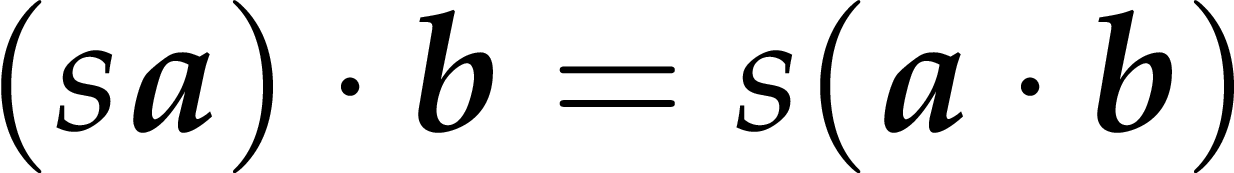 (s𝒂) · 𝒃 = s(𝒂 · 𝒃)